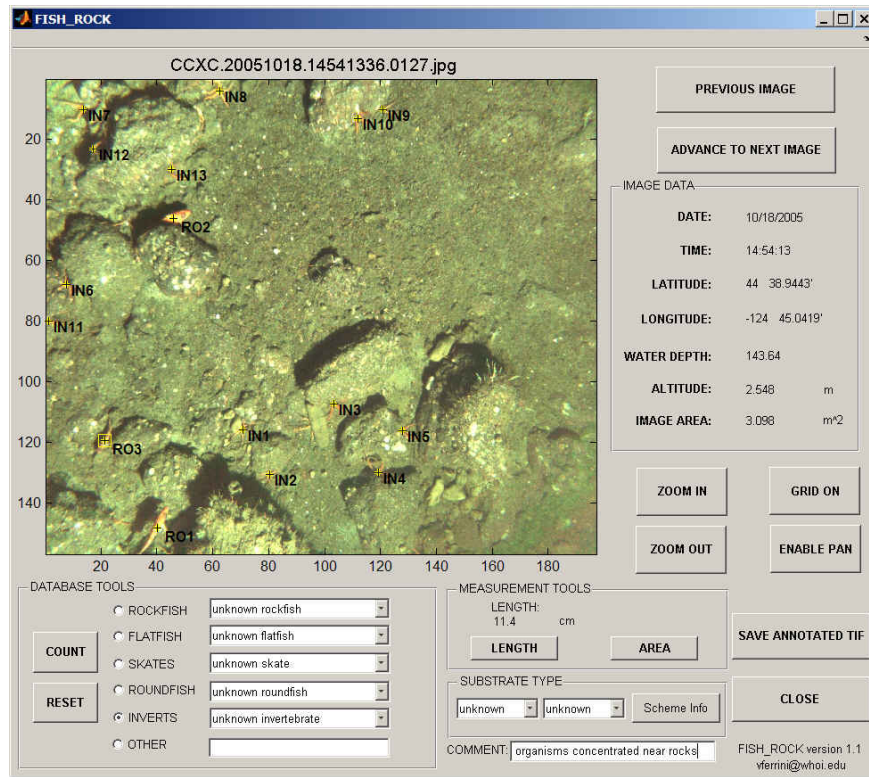 FISH_ROCK
CCXC.20051018.14541336.0127.jpg
PREVIOUS IMAGE
ADVANCE TO NEXT IMAGE
IN7
IN8
IN9
IN10
IN12
IN13
RO2
IN6
IN11
IN3
IN1
IN5
RO3
IN2
IN4
RO1
20
40
60
80
100
120
140
20 40 60 80 100 120 140 160 180
IMAGE DATA
DATE: 10/18/2005
TIME: 14:54:13
LATITUDE: 44 38.9443'
LONGITUDE: -124 45.0419'
WATER DEPTH: 143.64
ALTITUDE: 2.548 m
IMAGE AREA: 3.098 m^2
ZOOM IN
GRID ON
ZOOM OUT
ENABLE PAN
DATABASE TOOLS
COUNT
RESET
ROCKFISH unknown rockfish
FLATFISH unknown flatfish
SKATES unknown skate
ROUNDFISH unknown roundfish
INVERTS unknown invertebrate
OTHER
MEASUREMENT TOOLS
LENGTH:
11.4 cm
LENGTH
AREA
SUBSTRATE TYPE
unknown unknown Scheme Info
COMMENT: organisms concentrated near rocks
SAVE ANNOTATED TIF
CLOSE
FISH_ROCK version 1.1
vferrini@whoi.edu